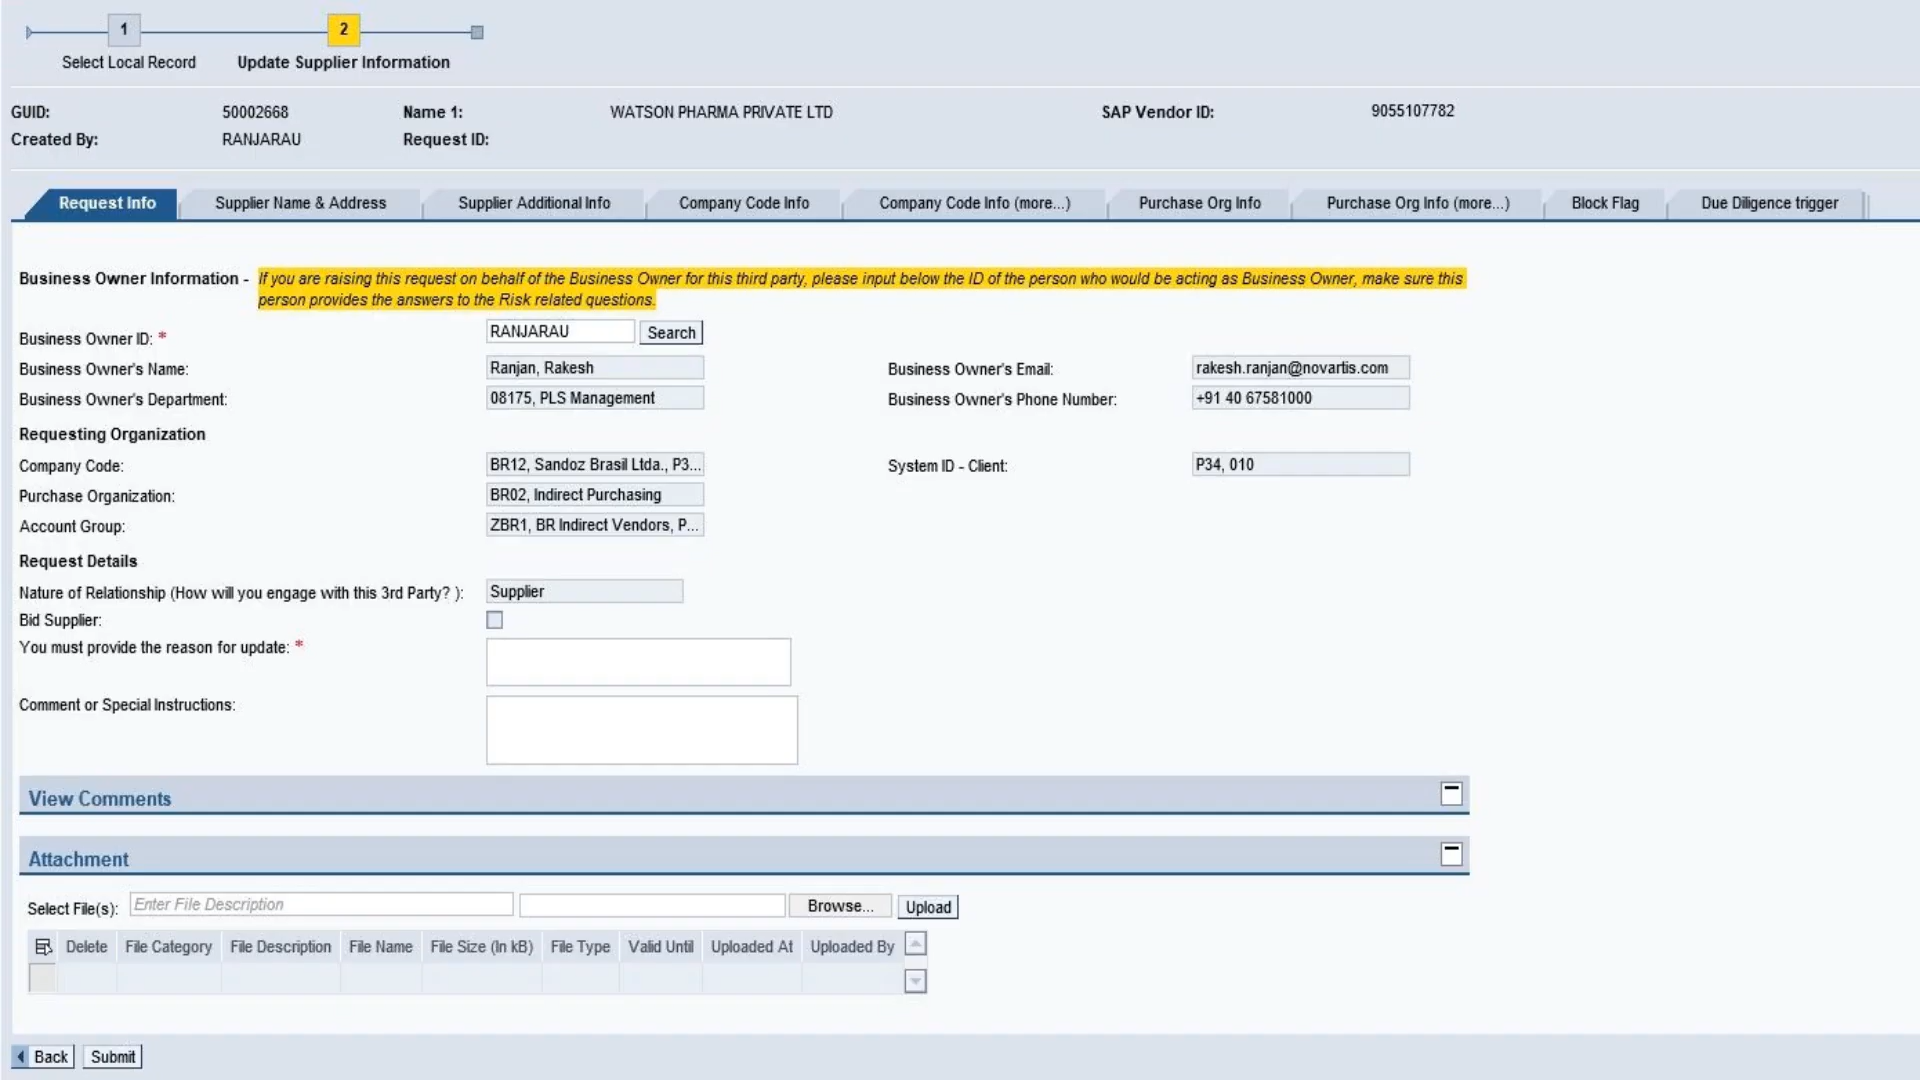 1
2
Select Local Record
Update Supplier Information
GUID: 50002668 Name 1: WATSON PHARMA PRIVATE LTD SAP Vendor ID: 9055107782
Created By: RANJARAU Request ID:
Request Info Supplier Name & Address Supplier Additional Info Company Code Info Company Code Info (more...) Purchase Org Info Purchase Org Info (more...) Block Flag Due Diligence trigger
Business Owner Information - If you are raising this request on behalf of the Business Owner for this third party, please input below the ID of the person who would be acting as Business Owner, make sure this
person provides the answers to the Risk related questions.
Business Owner ID: * RANJARAU Search
Business Owner's Name: Ranjan, Rakesh Business Owner's Email: rakesh.ranjan@novartis.com
Business Owner's Department: 08175, PLS Management Business Owner's Phone Number: +91 40 67581000
Requesting Organization
Company Code: BR12, Sandoz Brasil Ltda., P3... System ID - Client: P34, 010
Purchase Organization: BR02, Indirect Purchasing
Account Group: ZBR1, BR Indirect Vendors, P...
Request Details
Nature of Relationship (How will you engage with this 3rd Party? ): Supplier
Bid Supplier:
You must provide the reason for update: *
Comment or Special Instructions:
View Comments
Attachment
Select File(s): Enter File Description Browse... Upload
Delete File Category File Description File Name File Size (In kB) File Type Valid Until Uploaded At Uploaded By
Back Submit